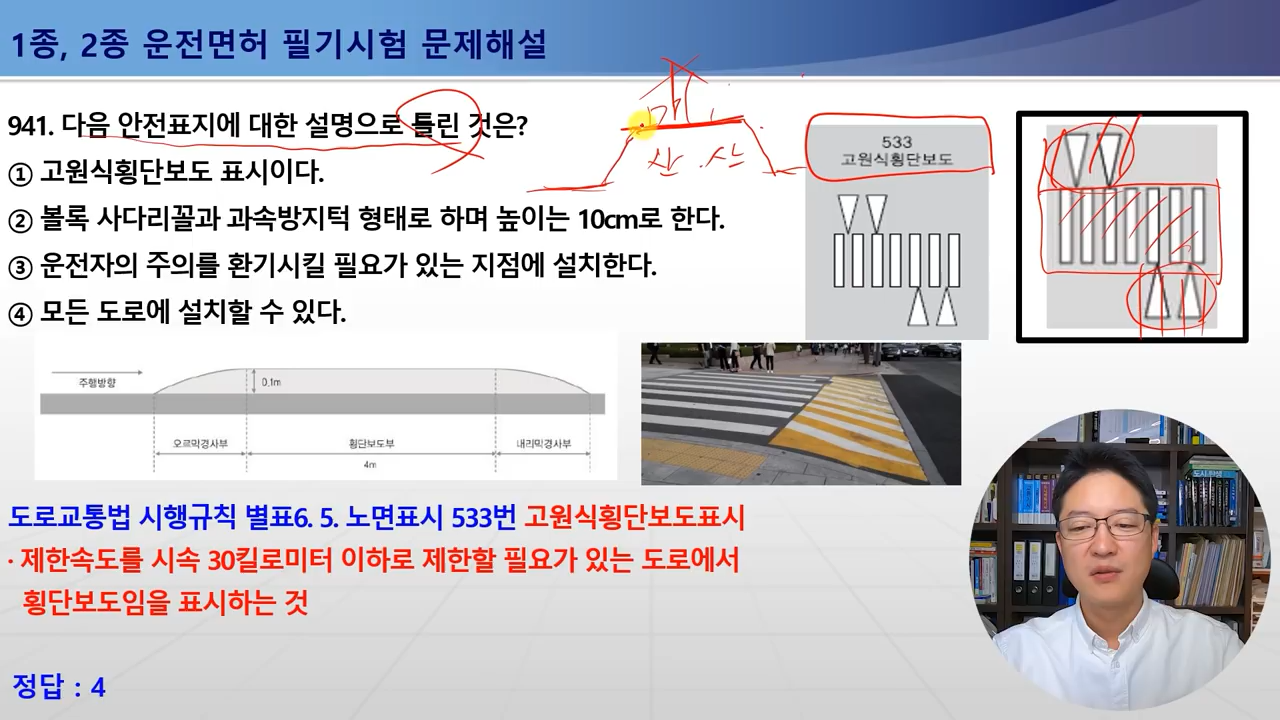 1종, 2종 운전면허 필기시험 문제해설
941. 다음 안전표지에 대한 설명으로 틀린 것은?
① 고원식횡단보도 표시이다.
② 볼록 사다리꼴과 과속방지턱 형태로 하며 높이는 10cm로 한다.
③ 운전자의 주의를 환기시킬 필요가 있는 지점에 설치한다.
④ 모든 도로에 설치할 수 있다.
533
고원식횡단보도
주행방향
0.1m
오르막경사부
횡단보도부
내리막경사부
4m
도로교통법 시행규칙 별표6. 5. 노면표시 533번 고원식횡단보도표시
· 제한속도를 시속 30킬로미터 이하로 제한할 필요가 있는 도로에서
횡단보도임을 표시하는 것
정답 : 4